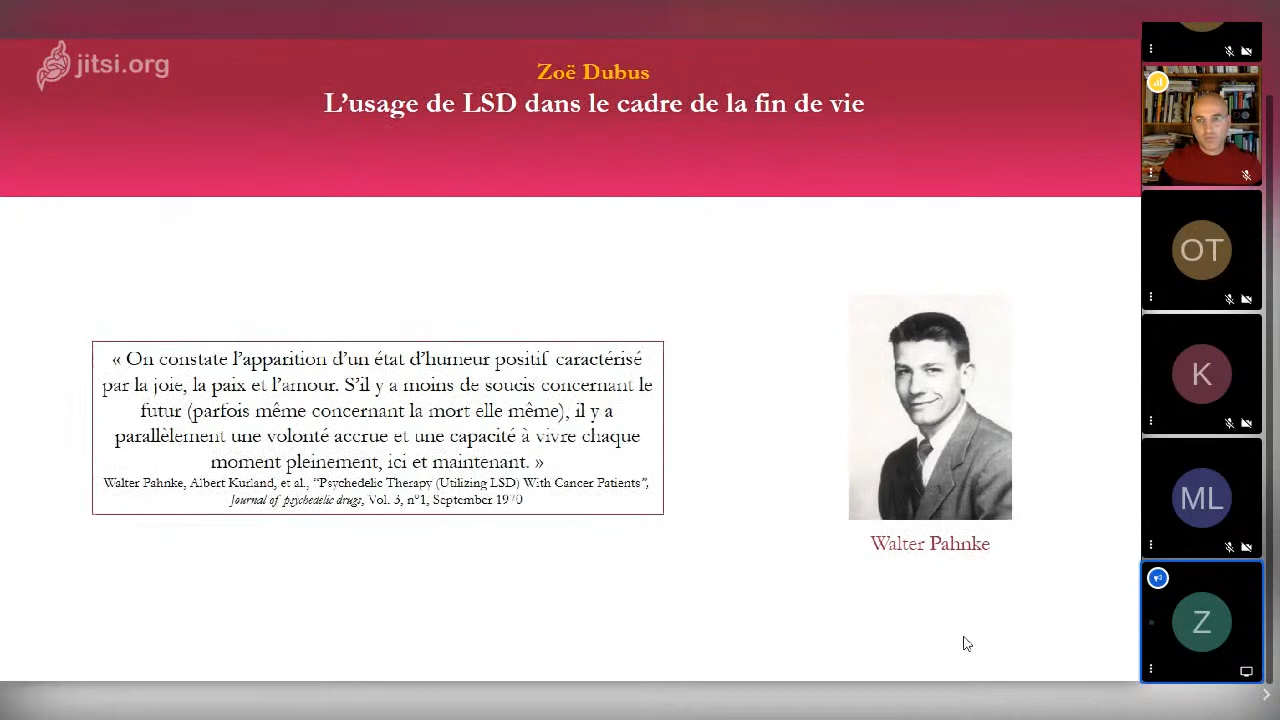 jitsi.org
Zoë Dubus
L'usage de LSD dans le cadre de la fin de vie
« On constate l'apparition d'un état d'humeur positif caractérisé
par la joie, la paix et l'amour. S'il y a moins de soucis concernant le
futur (parfois même concernant la mort elle même), il y a
parallèlement une volonté accrue et une capacité à vivre chaque
moment pleinement, ici et maintenant. »
Walter Pahnke, Albert Kurland, et al., "Psychedelic Therapy (Utilizing LSD) With Cancer Patients",
Journal of psychedelic drugs, Vol. 3, n°1, September 1970
Walter Pahnke
OT
K
ML
Z